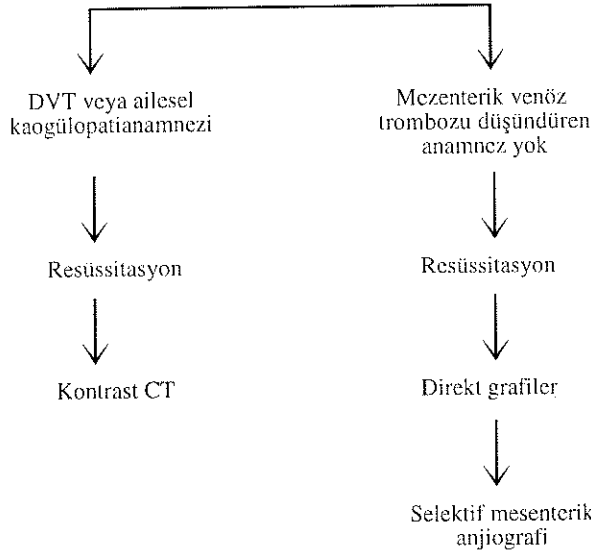 DVT veya ailesel
kaogülopatianamnezi
Mezenterik venöz
trombozu düşündüren
anamnez yok
Resüssitasyon
Resüssitasyon
Kontrast CT
Direkt grafiler
Selektif mesenterik
anjiografi